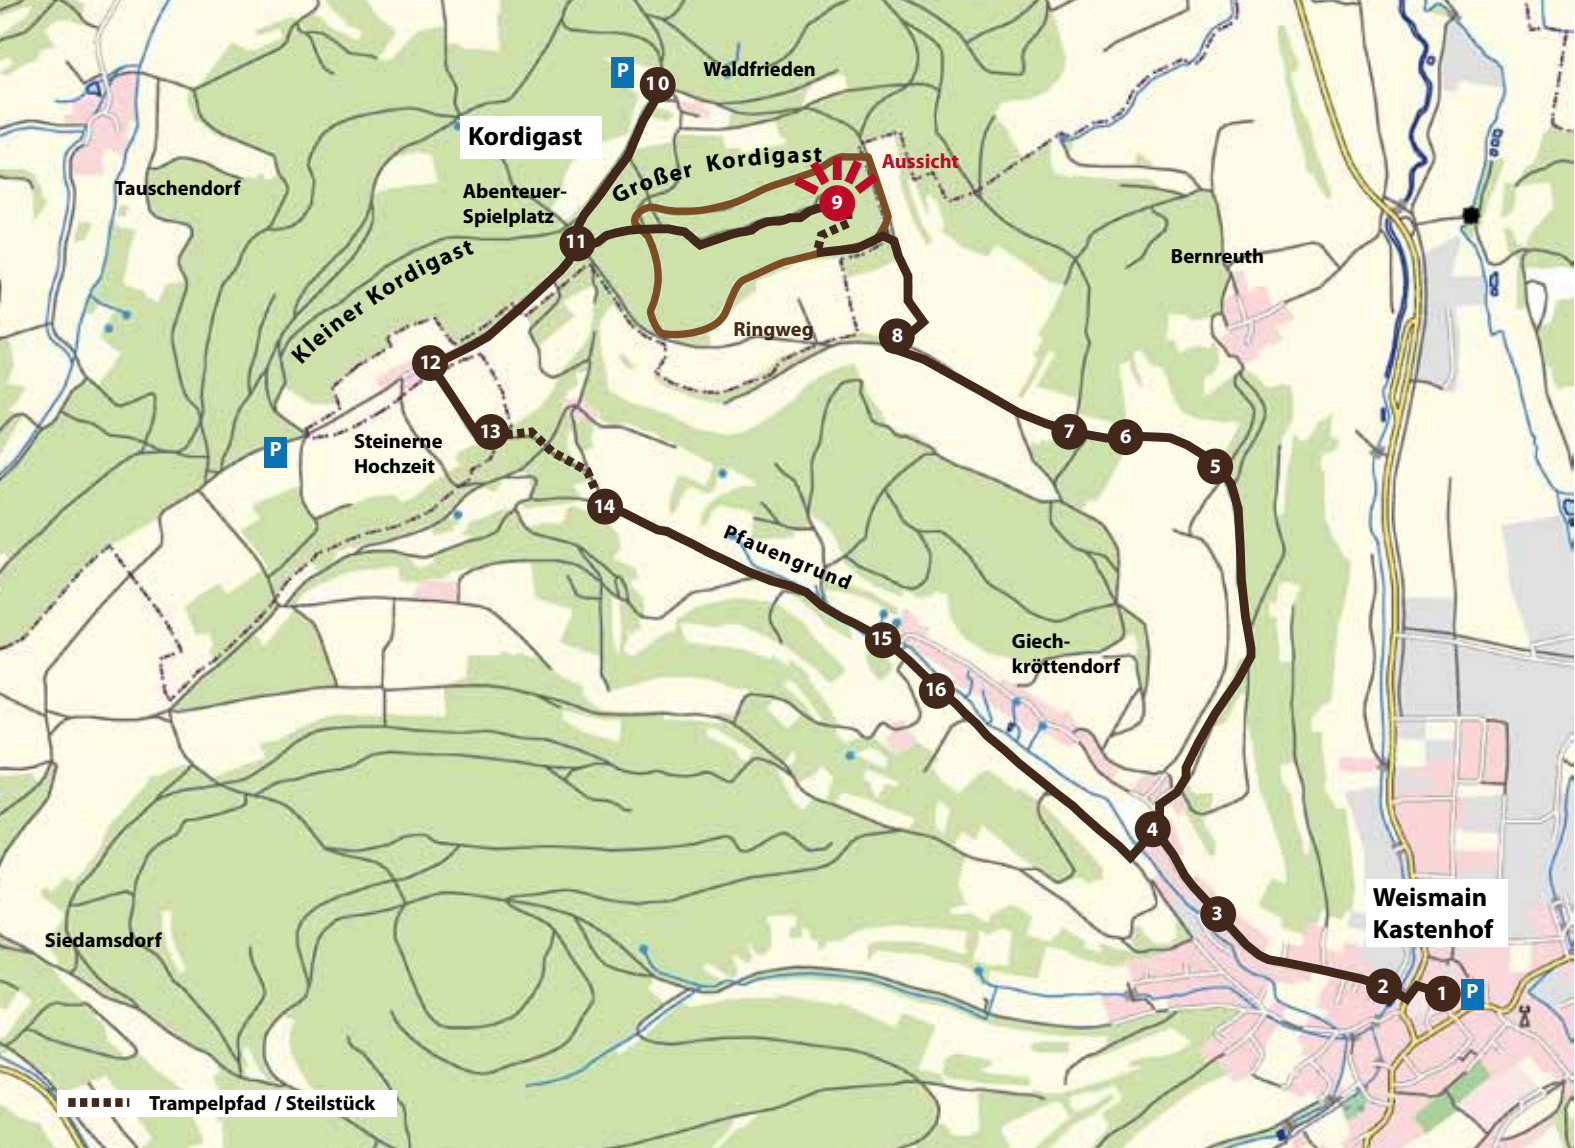 P
10
Waldfrieden
Kordigast
Großer Kordigast
Aussicht
Tauschendorf
Abenteuer-
Spielplatz
9
11
Kleiner Kordigast
Bernreuth
Ringweg
8
12
P
Steinerne
Hochzeit
13
7
6
5
14
Pfauengrund
15
Giech-
kröttendorf
16
4
Weismain
Kastenhof
3
Siedamsdorf
2
1
P
Trampelpfad / Steilstück